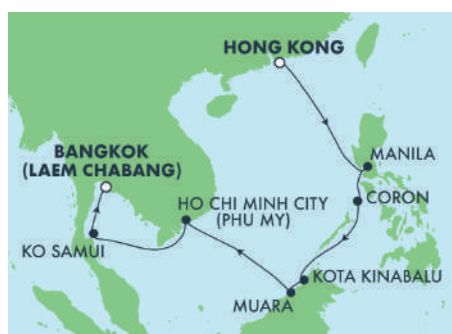 HONG KONG
BANGKOK
(LAEM CHABANG)
MANILA
CORON
HO CHI MINH CITY
(PHU MY)
KO SAMUI
KOTA KINABALU
MUARA